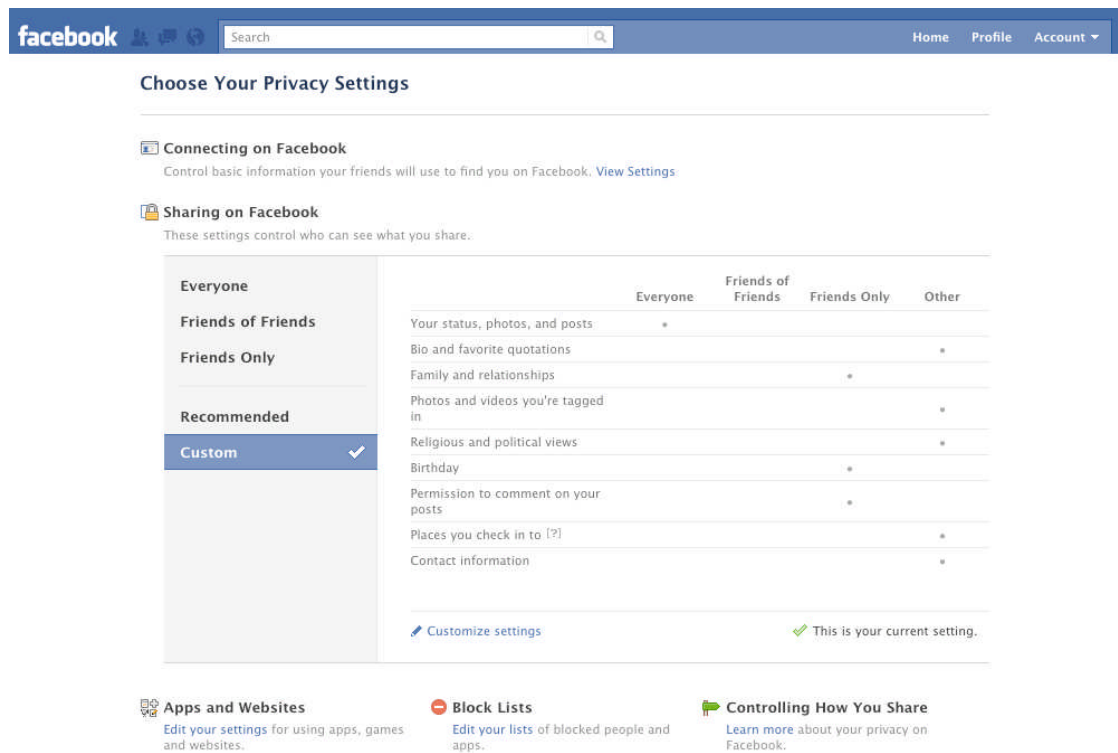 facebook
Search
Home Profile Account
Choose Your Privacy Settings
Connecting on Facebook
Control basic information your friends will use to find you on Facebook. View Settings
Sharing on Facebook
These settings control who can see what you share.
Everyone
Friends of Friends
Friends Only
Recommended
Custom
Everyone Friends of Friends Friends Only Other
Your status, photos, and posts
Bio and favorite quotations
Family and relationships
Photos and videos you're tagged
in
Religious and political views
Birthday
Permission to comment on your
posts
Places you check in to [?]
Contact information
Customize settings
This is your current setting.
Apps and Websites
Edit your settings for using apps, games
and websites.
Block Lists
Edit your lists of blocked people and
apps.
Controlling How You Share
Learn more about your privacy on
Facebook.